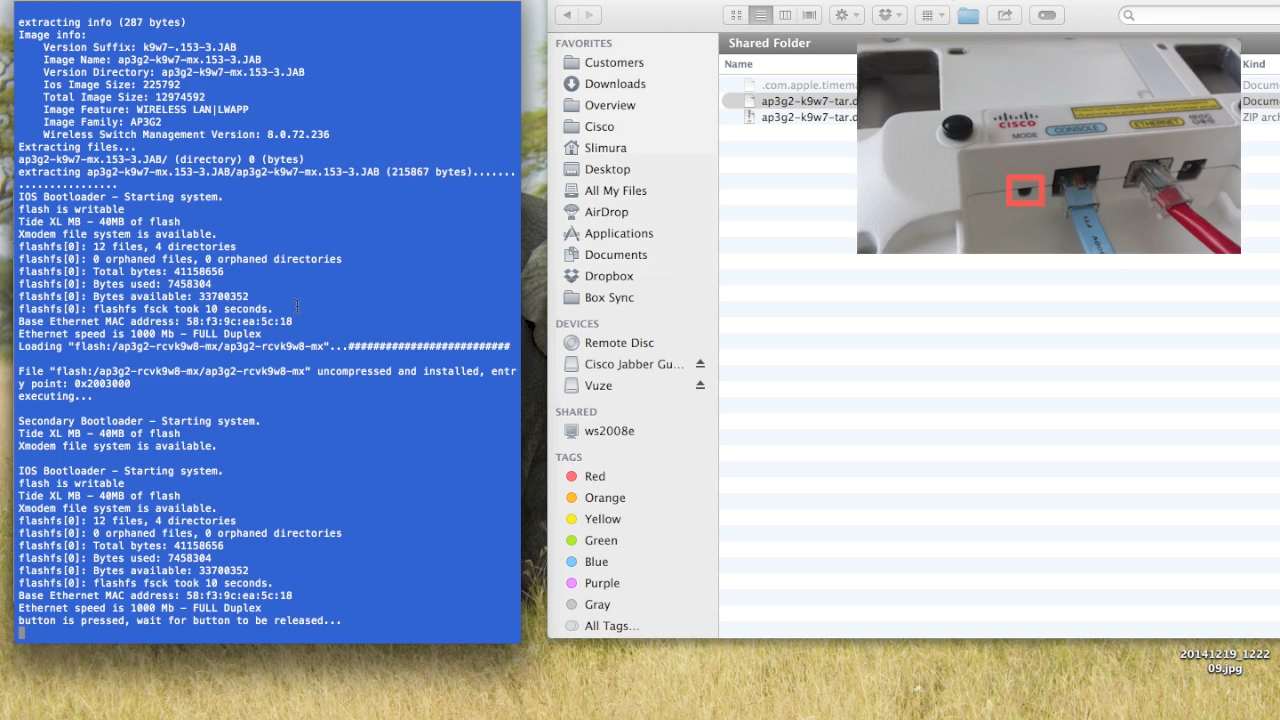 extracting info (287 bytes)
Image info:
Version Suffix: k9w7-.153-3.JAB
Image Name: ap3g2-k9w7-mx.153-3.JAB
Version Directory: ap3g2-k9w7-mx.153-3.JAB
Ios Image Size: 225792
Total Image Size: 12974592
Image Feature: WIRELESS LAN|LWAPP
Image Family: AP3G2
Wireless Switch Management Version: 8.0.72.236
Extracting files...
ap3g2-k9w7-mx.153-3.JAB/ (directory) 0 (bytes)
extracting ap3g2-k9w7-mx.153-3.JAB/ap3g2-k9w7-mx.153-3.JAB (215867 bytes).......
................
IOS Bootloader - Starting system.
flash is writable
Tide XL MB - 40MB of flash
Xmodem file system is available.
flashfs[0]: 12 files, 4 directories
flashfs[0]: 0 orphaned files, 0 orphaned directories
flashfs[0]: Total bytes: 41158656
flashfs[0]: Bytes used: 7458304
flashfs[0]: Bytes available: 33700352
flashfs[0]: flashfs fsck took 10 seconds.
Base Ethernet MAC address: 58:f3:9c:ea:5c:18
Ethernet speed is 1000 Mb - FULL Duplex
Loading "flash:/ap3g2-rcvk9w8-mx/ap3g2-rcvk9w8-mx"...##########################
File "flash:/ap3g2-rcvk9w8-mx/ap3g2-rcvk9w8-mx" uncompressed and installed, entr
y point: 0x2003000
executing...
Secondary Bootloader - Starting system.
Tide XL MB - 40MB of flash
Xmodem file system is available.
IOS Bootloader - Starting system.
flash is writable
Tide XL MB - 40MB of flash
Xmodem file system is available.
flashfs[0]: 12 files, 4 directories
flashfs[0]: 0 orphaned files, 0 orphaned directories
flashfs[0]: Total bytes: 41158656
flashfs[0]: Bytes used: 7458304
flashfs[0]: Bytes available: 33700352
flashfs[0]: flashfs fsck took 10 seconds.
Base Ethernet MAC address: 58:f3:9c:ea:5c:18
Ethernet speed is 1000 Mb - FULL Duplex
button is pressed, wait for button to be released...
FAVORITES
Customers
Downloads
Overview
Cisco
Slimura
Desktop
All My Files
AirDrop
Applications
Documents
Dropbox
Box Sync
DEVICES
Remote Disc
Cisco Jabber Gu...
Vuze
SHARED
ws2008e
TAGS
Red
Orange
Yellow
Green
Blue
Purple
Gray
All Tags...
Shared Folder
Name
Kind
.com.apple.timem
Docum
ap3g2-k9w7-tar.
Docum
ap3g2-k9w7-tar.
ZIP arc
CISCO
MODE
CONSOLE
ETHERNET
20141219_1222
09.jpg